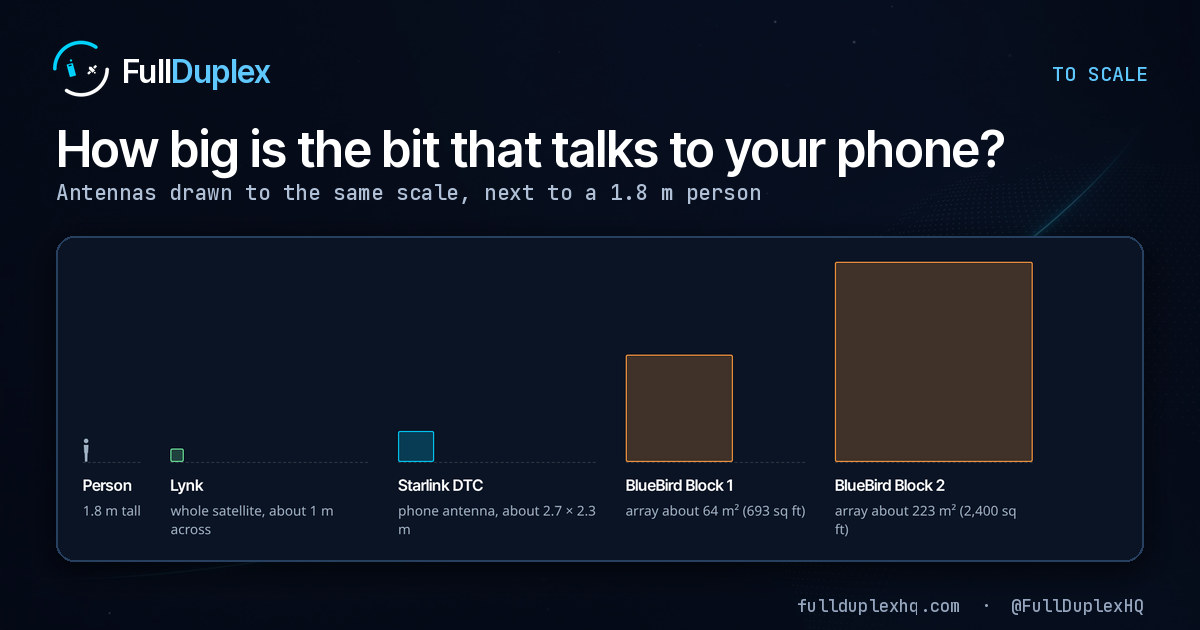 FullDuplex
TO SCALE
How big is the bit that talks to your phone?
Antennas drawn to the same scale, next to a 1.8 m person
Person
1.8 m tall
Lynk
whole satellite, about 1 m
across
Starlink DTC
phone antenna, about 2.7 × 2.3
m
BlueBird Block 1
array about 64 m² (693 sq ft)
BlueBird Block 2
array about 223 m² (2,400 sq
ft)
fullduplexhq.com · @FullDuplexHQ